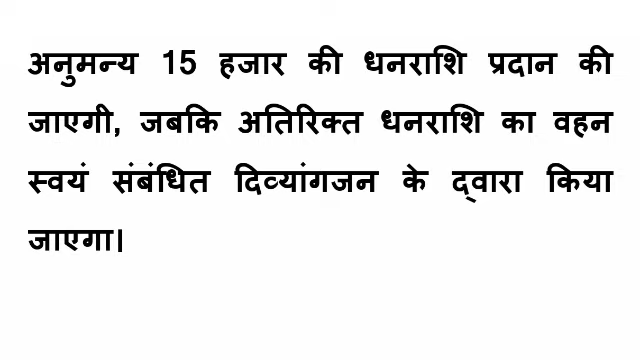 अनुमन्य 15 हजार की धनराशि प्रदान की
जाएगी, जबकि अतिरिक्त धनराशि का वहन
स्वयं संबंधित दिव्यांगजन के द्वारा किया
जाएगा।